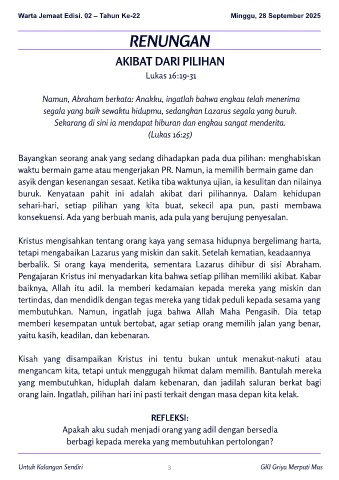 Warta Jemaat Edisi. 02 – Tahun Ke-22 Minggu, 28 September 2025
RENUNGAN
AKIBAT DARI PILIHAN
Lukas 16:19-31
Namun, Abraham berkata: Anakku, ingatlah bahwa engkau telah menerima
segala yang baik sewaktu hidupmu, sedangkan Lazarus segala yang buruk.
Sekarang di sini ia mendapat hiburan dan engkau sangat menderita.
(Lukas 16:25)
Bayangkan seorang anak yang sedang dihadapkan pada dua pilihan: menghabiskan
waktu bermain game atau mengerjakan PR. Namun, ia memilih bermain game dan
asyik dengan kesenangan sesaat. Ketika tiba waktunya ujian, ia kesulitan dan nilainya
buruk. Kenyataan pahit ini adalah akibat dari pilihannya. Dalam kehidupan
sehari-hari, setiap pilihan yang kita buat, sekecil apa pun, pasti membawa
konsekuensi. Ada yang berbuah manis, ada pula yang berujung penyesalan.
Kristus mengisahkan tentang orang kaya yang semasa hidupnya bergelimang harta,
tetapi mengabaikan Lazarus yang miskin dan sakit. Setelah kematian, keadaannya
berbalik. Si orang kaya menderita, sementara Lazarus dihibur di sisi Abraham.
Pengajaran Kristus ini menyadarkan kita bahwa setiap pilihan memiliki akibat. Kabar
baiknya, Allah itu adil. Ia memberi kedamaian kepada mereka yang miskin dan
tertindas, dan mendidik dengan tegas mereka yang tidak peduli kepada sesama yang
membutuhkan. Namun, ingatlah juga bahwa Allah Maha Pengasih. Dia tetap
memberi kesempatan untuk bertobat, agar setiap orang memilih jalan yang benar,
yaitu kasih, keadilan, dan kebenaran.
Kisah yang disampaikan Kristus ini tentu bukan untuk menakut-nakuti atau
mengancam kita, tetapi untuk menggugah hikmat dalam memilih. Bantulah mereka
yang membutuhkan, hiduplah dalam kebenaran, dan jadilah saluran berkat bagi
orang lain. Ingatlah, pilihan hari ini pasti terkait dengan masa depan kita kelak.
REFLEKSI:
Apakah aku sudah menjadi orang yang adil dengan bersedia
berbagi kepada mereka yang membutuhkan pertolongan?
Untuk Kalangan Sendiri 3 GKI Griya Merpati Mas